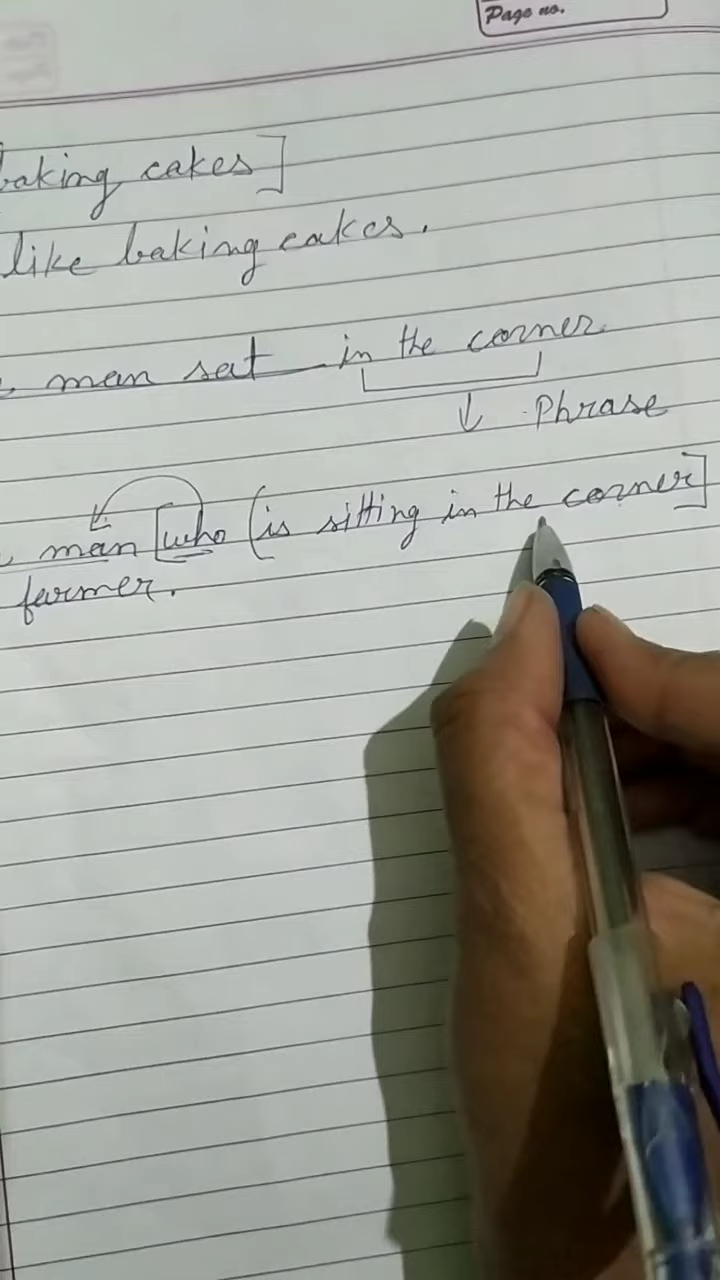 Page no.
baking cakes]
like baking cakes.
man sat in the corner.
↓ Phrase
man [who (is sitting in the corner]
farmer.